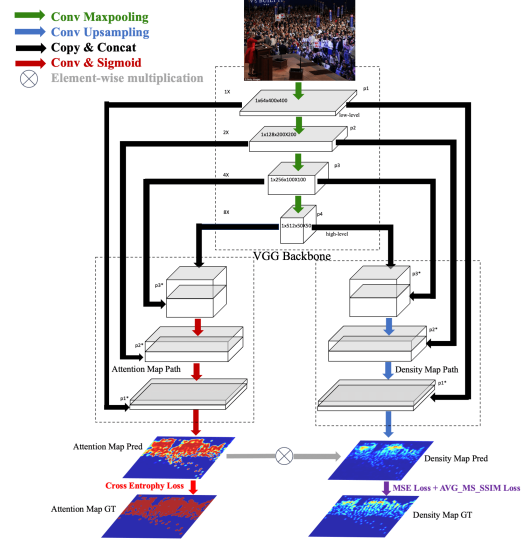 Conv Maxpooling
Conv Upsampling
Copy & Concat
Conv & Sigmoid
Element-wise multiplication
1X
p1
1x64x400x400
low-level
2X
p2
1x128x200X200
p3
4X
1x256x100X100
8X
p4
1x512x50X50
high-level
VGG Backbone
p3*
p3*
p2*
p2*
Attention Map Path
Density Map Path
p1*
p1*
Attention Map Pred
Density Map Pred
Cross Entrophy Loss
MSE Loss + AVG_MS_SSIM Loss
Attention Map GT
Density Map GT